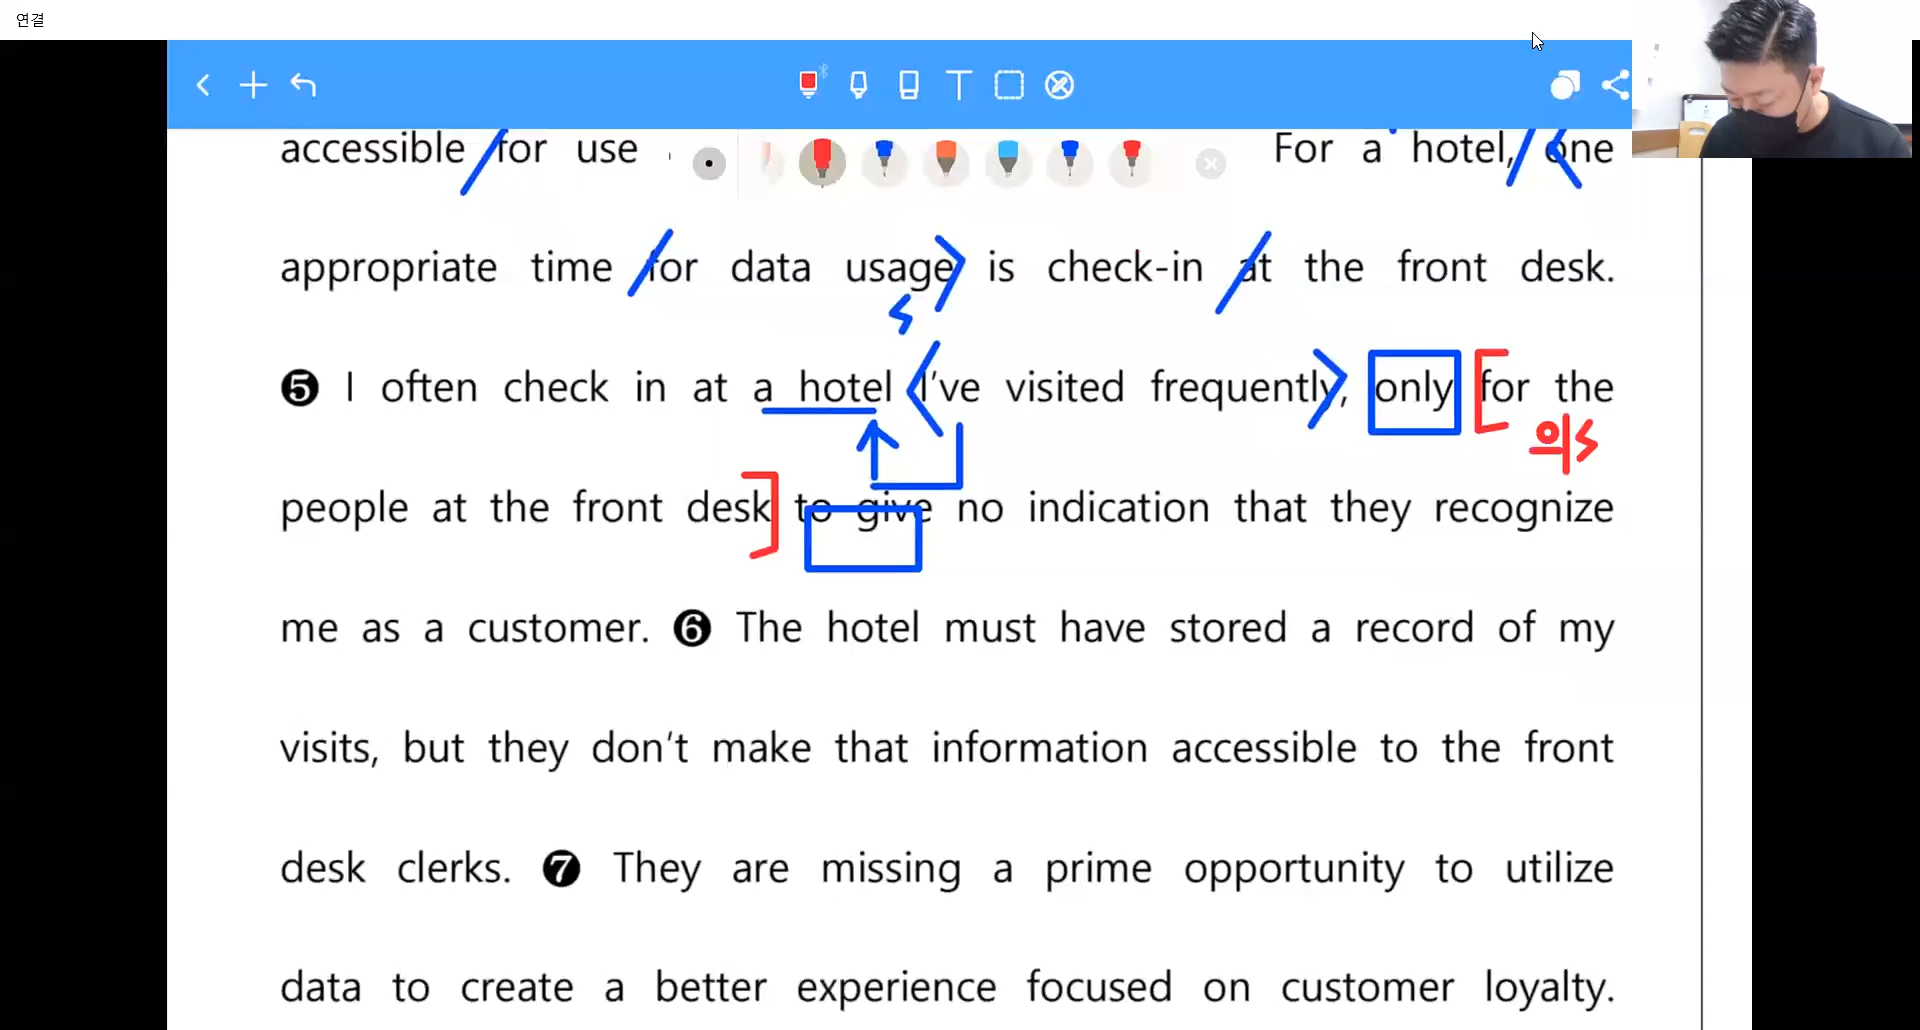 연결
accessible for use For a hotel, one
appropriate time for data usage is check-in at the front desk.
s
❺ I often check in at a hotel I've visited frequently, only for the
의s
people at the front desk to give no indication that they recognize
me as a customer. ❻ The hotel must have stored a record of my
visits, but they don't make that information accessible to the front
desk clerks. ❼ They are missing a prime opportunity to utilize
data to create a better experience focused on customer loyalty.